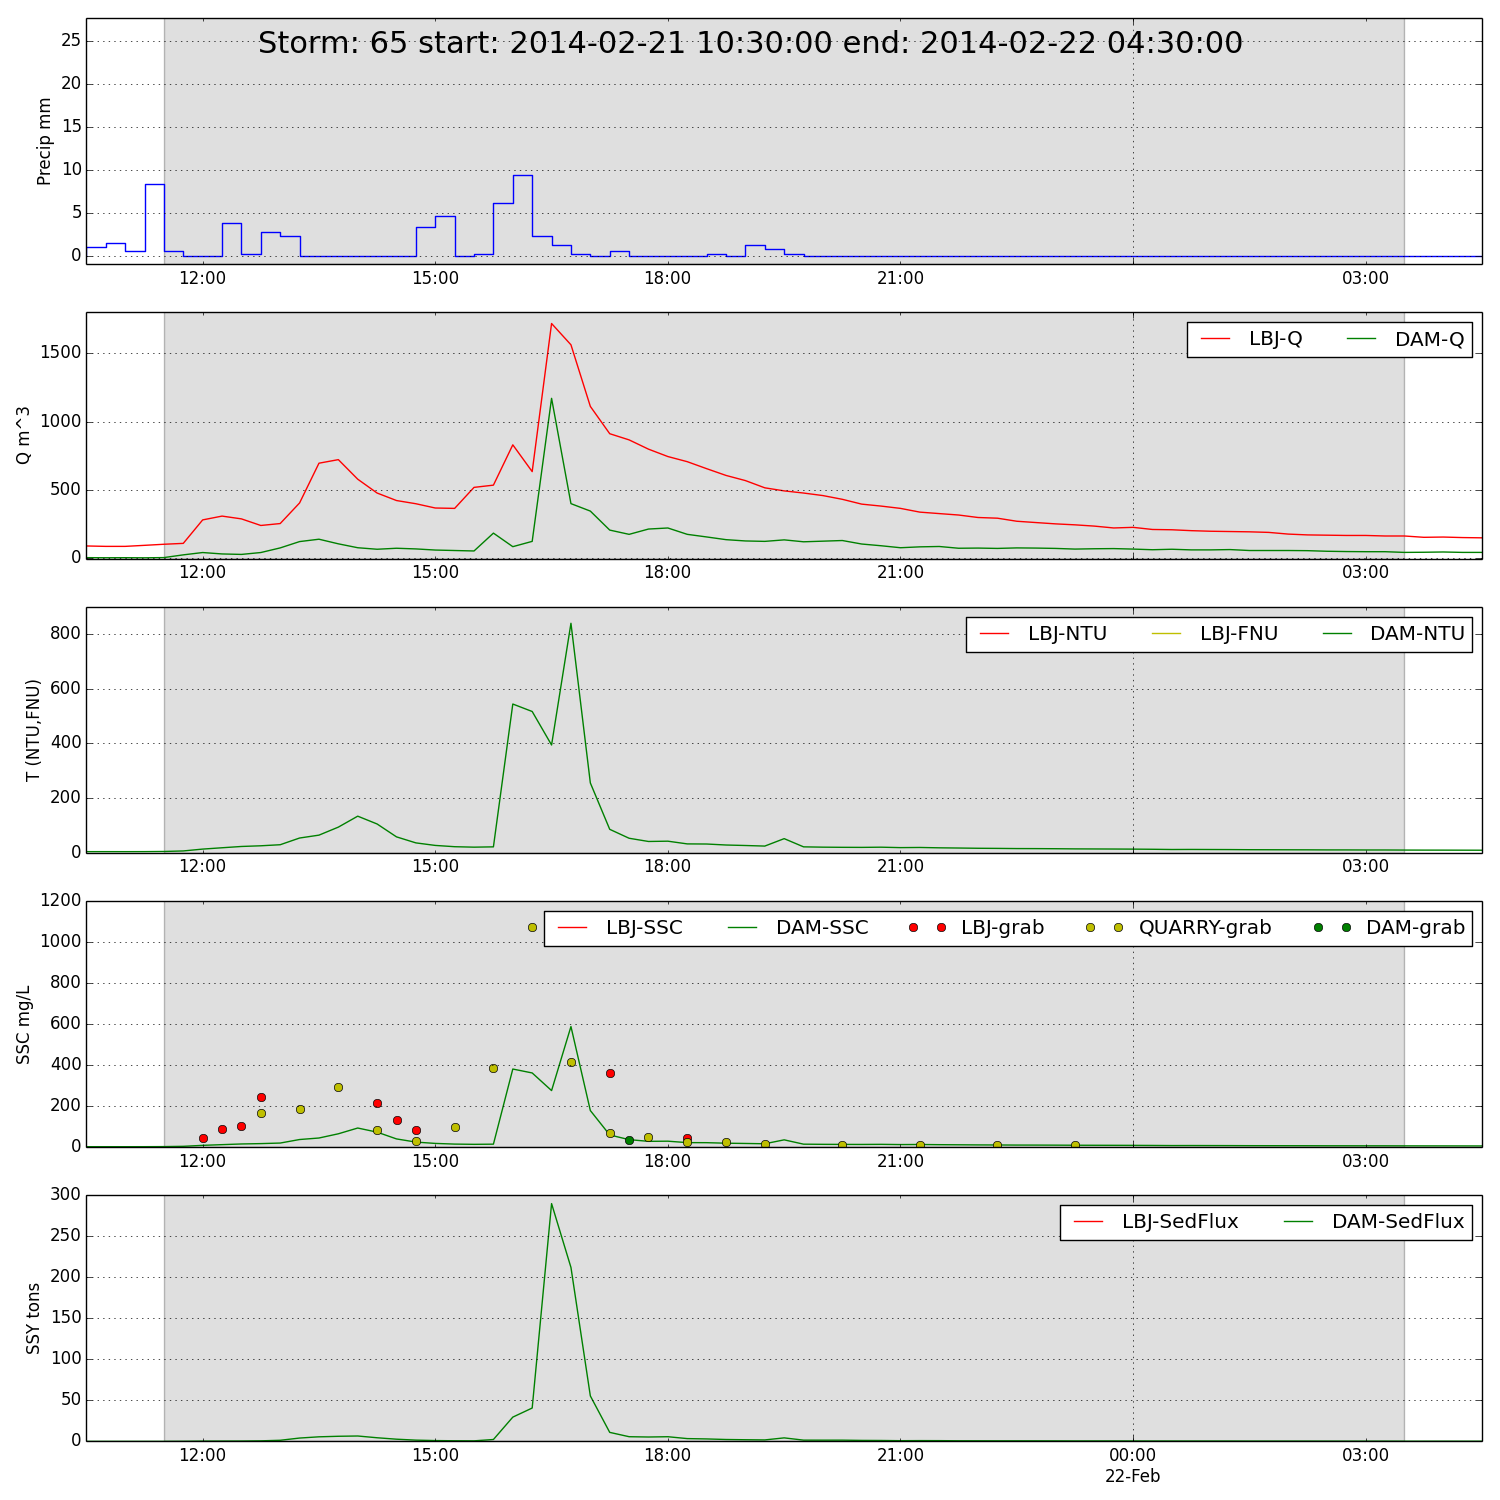 Storm: 65 start: 2014-02-21 10:30:00 end: 2014-02-22 04:30:00
Precip mm
25
20
15
10
5
0
12:00 15:00 18:00 21:00 03:00
LBJ-Q DAM-Q
Q m^3
1500
1000
500
0
12:00 15:00 18:00 21:00 03:00
LBJ-NTU LBJ-FNU DAM-NTU
T (NTU,FNU)
800
600
400
200
0
12:00 15:00 18:00 21:00 03:00
LBJ-SSC DAM-SSC LBJ-grab QUARRY-grab DAM-grab
SSC mg/L
1200
1000
800
600
400
200
0
12:00 15:00 18:00 21:00 03:00
LBJ-SedFlux DAM-SedFlux
SSY tons
300
250
200
150
100
50
0
12:00 15:00 18:00 21:00 00:00 03:00
22-Feb